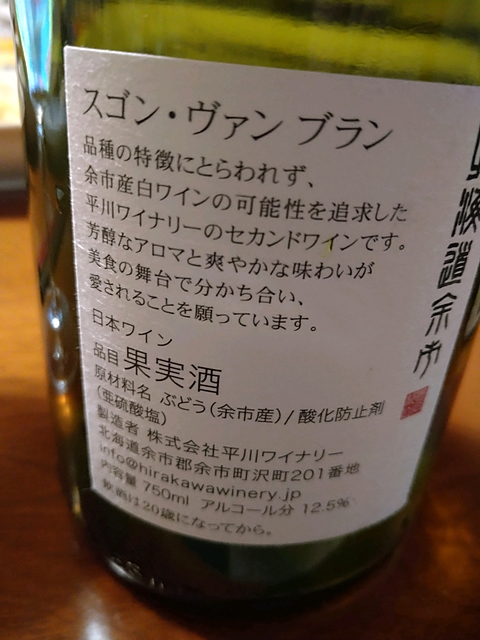 スゴン・ヴァン ブラン
品種の特徴にとらわれず、
余市産白ワインの可能性を追求した
平川ワイナリーのセカンドワインです。
芳醇なアロマと爽やかな味わいが
美食の舞台で分かち合い、
愛されることを願っています。
日本ワイン
品目 果実酒
原材料名 ぶどう(余市産)/酸化防止剤
(亜硫酸塩)
製造者 株式会社平川ワイナリー
北海道余市郡余市町沢町201番地
info@hirakawawinery.jp
内容量 750ml アルコール分 12.5%
飲酒は20歳になってから。
道余市